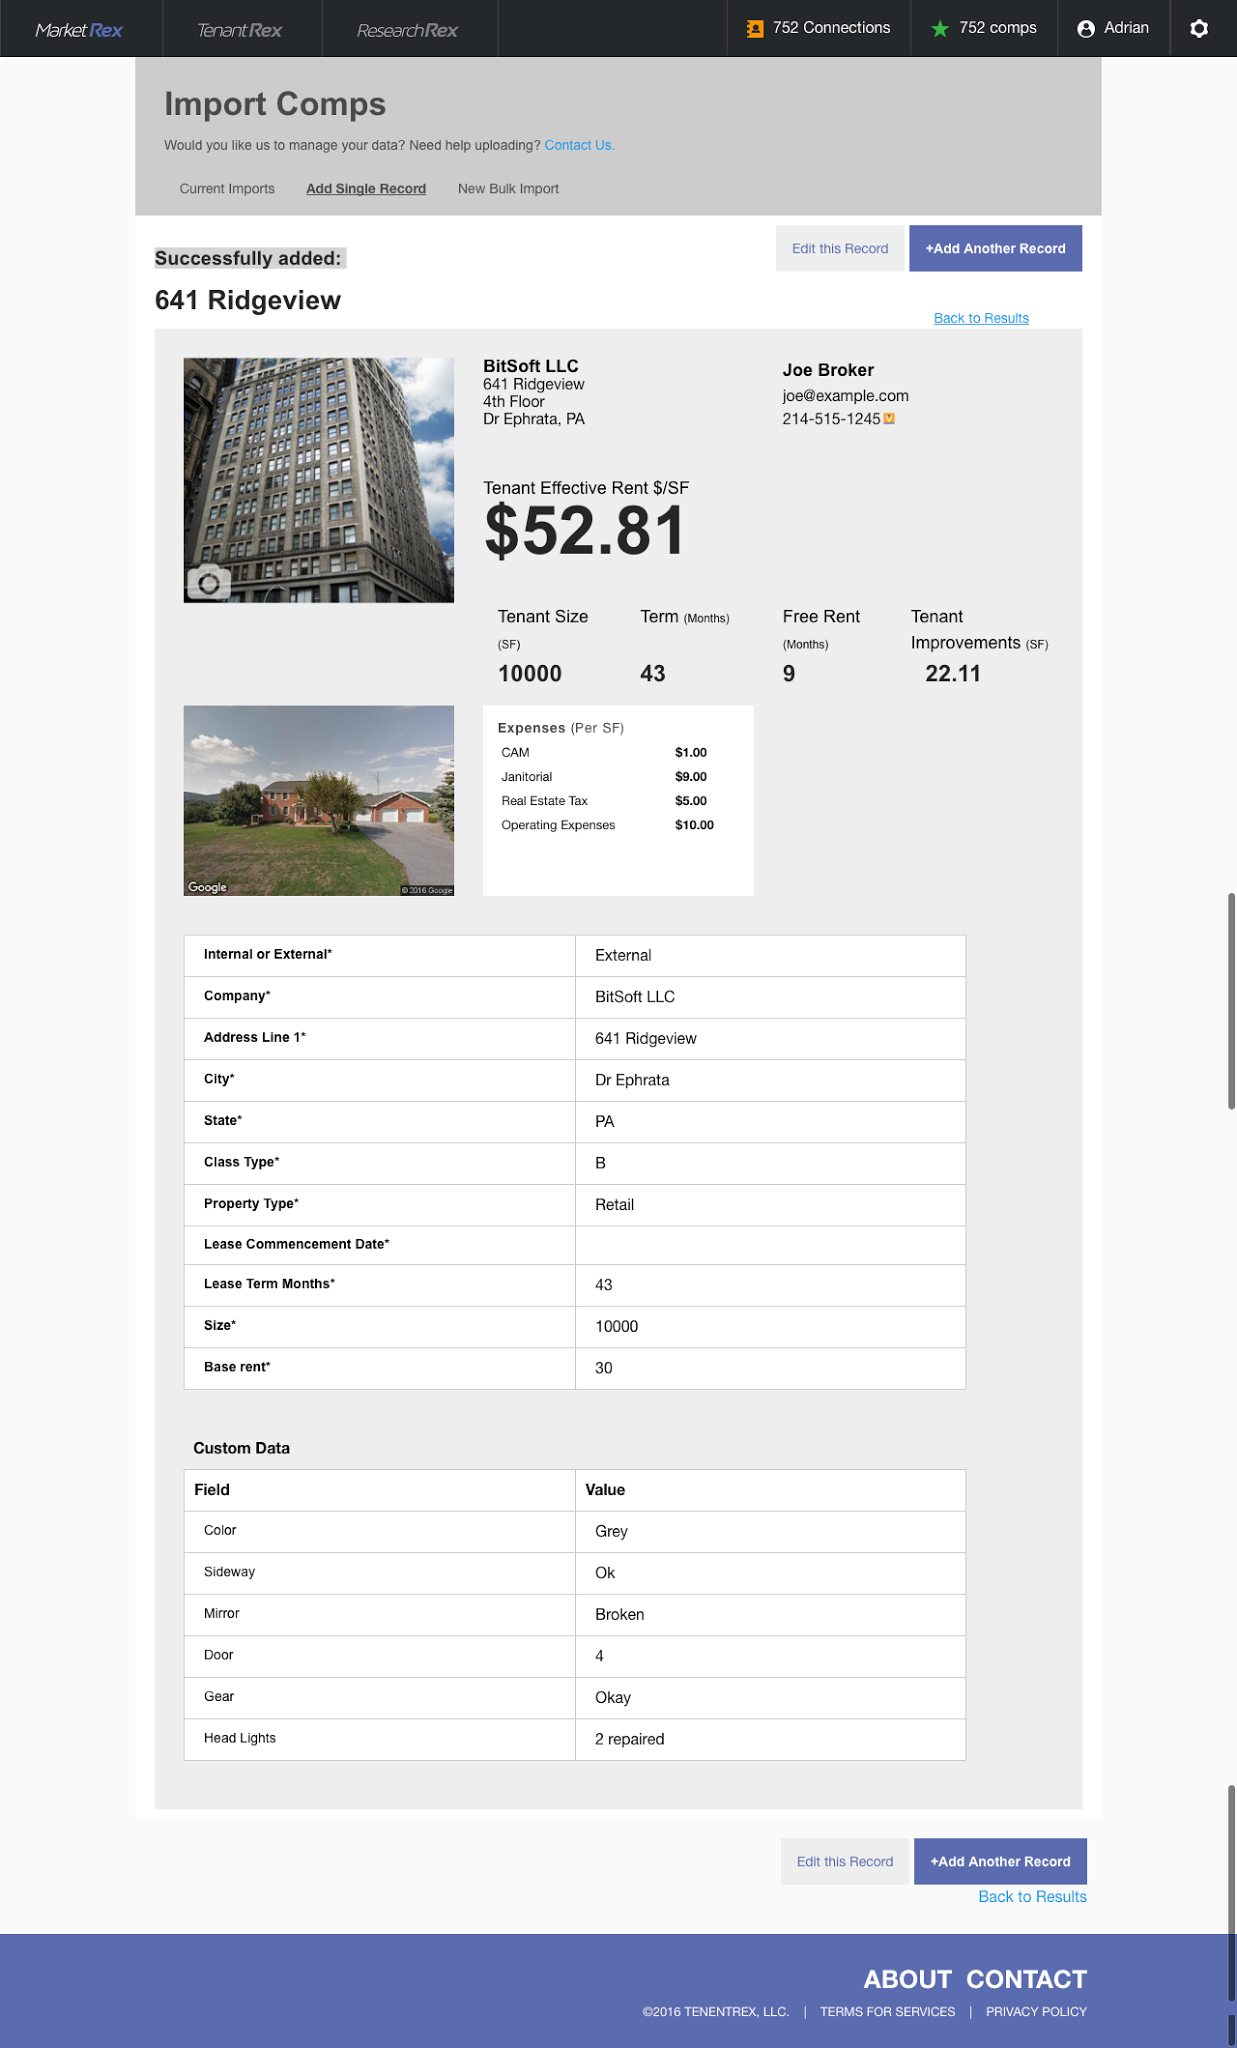 MarketRex TenantRex ResearchRex 752 Connections 752 comps Adrian
Import Comps
Would you like us to manage your data? Need help uploading? Contact Us.
Current Imports Add Single Record New Bulk Import
Successfully added:
Edit this Record +Add Another Record
641 Ridgeview
Back to Results
BitSoft LLC
641 Ridgeview
4th Floor
Dr Ephrata, PA
Joe Broker
joe@example.com
214-515-1245
Tenant Effective Rent $/SF
$52.81
Tenant Size (SF)
10000
Term (Months)
43
Free Rent (Months)
9
Tenant Improvements (SF)
22.11
Google © 2016 Google
Expenses (Per SF)
CAM $1.00
Janitorial $9.00
Real Estate Tax $5.00
Operating Expenses $10.00
Internal or External* External
Company* BitSoft LLC
Address Line 1* 641 Ridgeview
City* Dr Ephrata
State* PA
Class Type* B
Property Type* Retail
Lease Commencement Date*
Lease Term Months* 43
Size* 10000
Base rent* 30
Custom Data
Field Value
Color Grey
Sideway Ok
Mirror Broken
Door 4
Gear Okay
Head Lights 2 repaired
Edit this Record +Add Another Record
Back to Results
ABOUT CONTACT
©2016 TENENTREX, LLC. | TERMS FOR SERVICES | PRIVACY POLICY